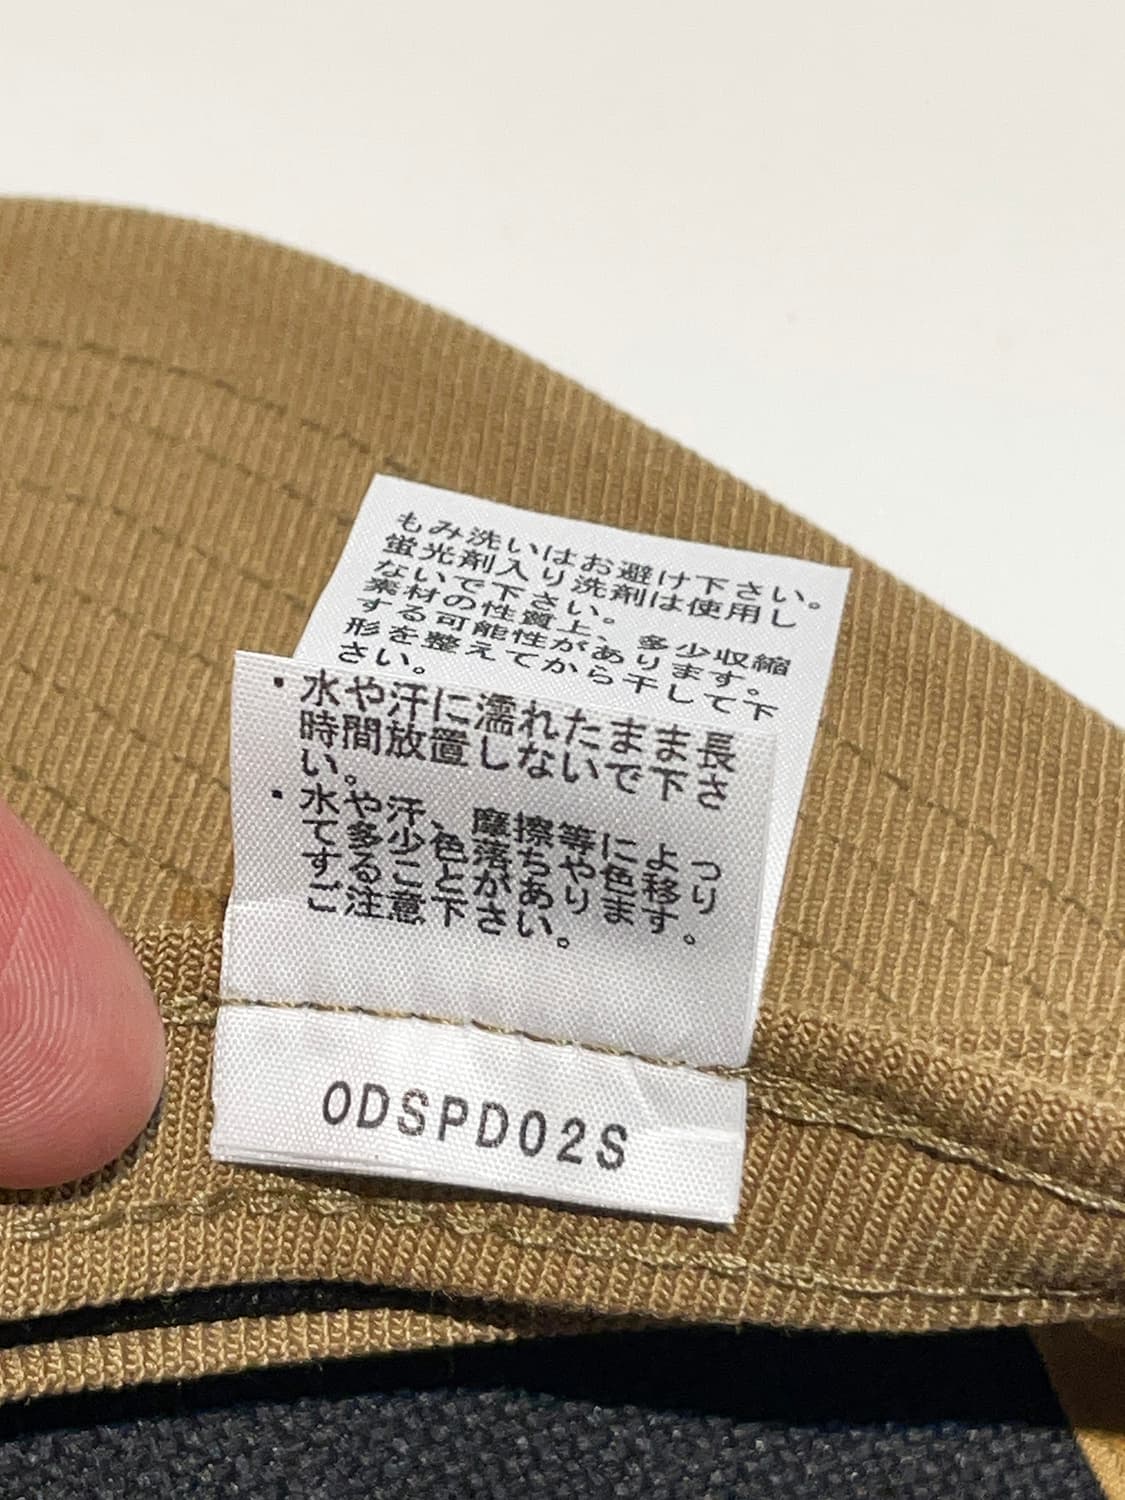 もみ洗いはお避け下さい。
蛍光剤入り洗剤は使用し
ないで下さい。
素材の性質上、多少収縮
する可能性があります。
形を整えてから干して下
さい。
・水や汗に濡れたまま長
時間放置しないで下さ
い。
・水や汗、摩擦等によっ
て多少色落ちや色移り
することがあります。
ご注意下さい。
ODSPD02S